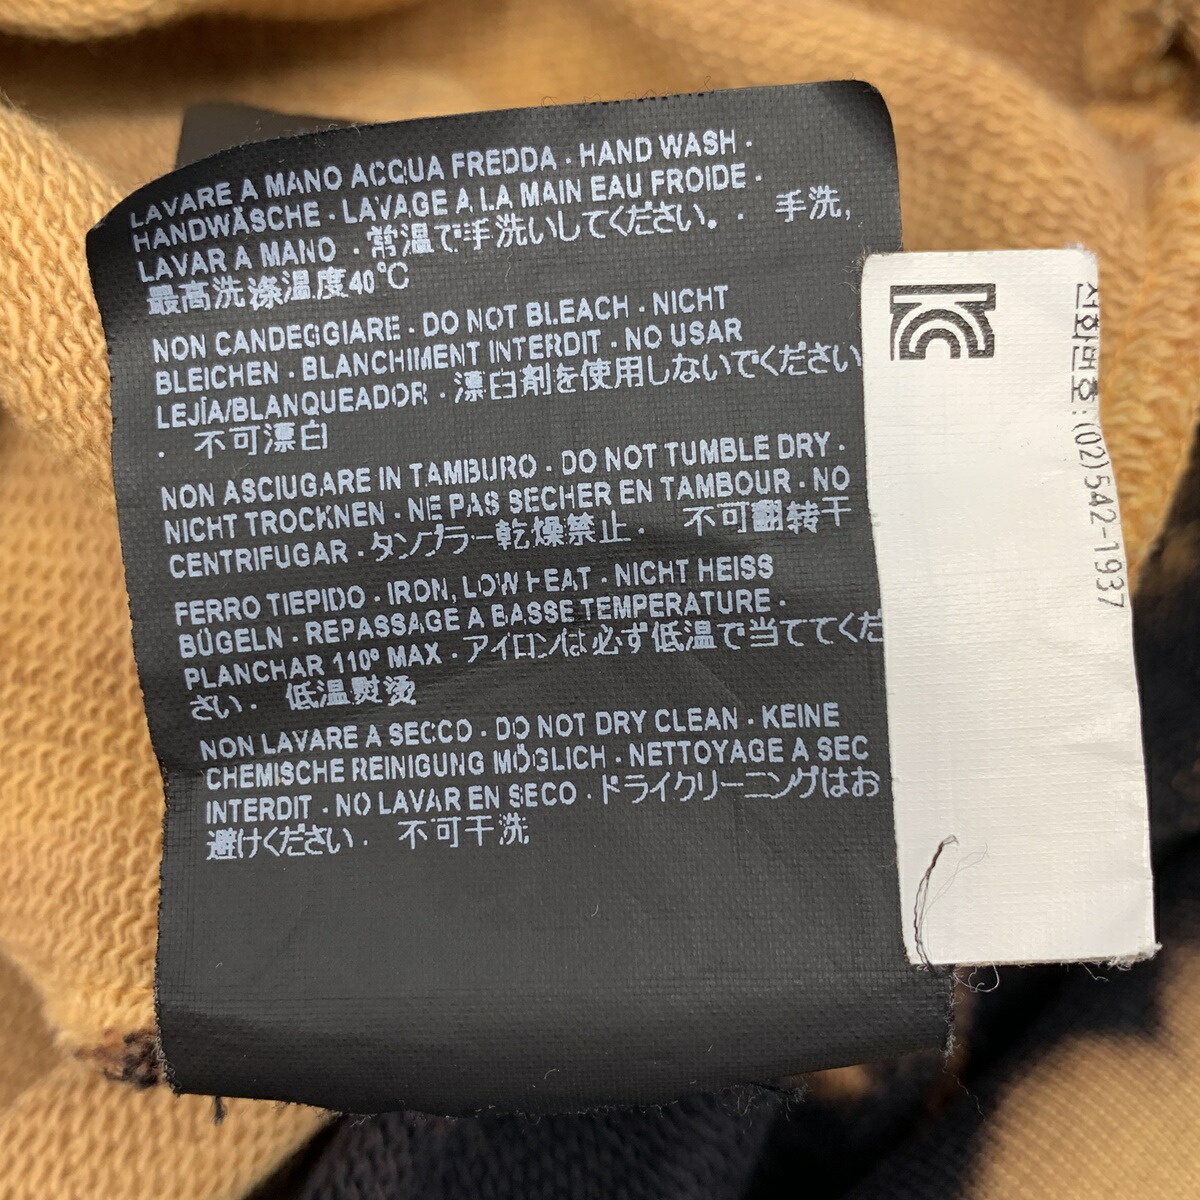 LAVARE A MANO ACQUA FREDDA · HAND WASH ·
HANDWÄSCHE · LAVAGE A LA MAIN EAU FROIDE ·
LAVAR A MANO · 常温で手洗いしてください。 · 手洗,
最高洗涤温度40℃
NON CANDEGGIARE · DO NOT BLEACH · NICHT
BLEICHEN · BLANCHIMENT INTERDIT · NO USAR
LEJÍA/BLANQUEADOR · 漂白剤を使用しないでください
· 不可漂白
NON ASCIUGARE IN TAMBURO · DO NOT TUMBLE DRY ·
NICHT TROCKNEN · NE PAS SECHER EN TAMBOUR · NO
CENTRIFUGAR · タンブラー乾燥禁止 · 不可翻转干
FERRO TIEPIDO · IRON, LOW HEAT · NICHT HEISS
BÜGELN · REPASSAGE A BASSE TEMPERATURE ·
PLANCHAR 110º MAX · アイロンは必ず低温で当ててくだ
さい · 低温熨烫
NON LAVARE A SECCO · DO NOT DRY CLEAN · KEINE
CHEMISCHE REINIGUNG MÖGLICH · NETTOYAGE A SEC
INTERDIT · NO LAVAR EN SECO · ドライクリーニングはお
避けください · 不可干洗
전화번호: (02)542-1937